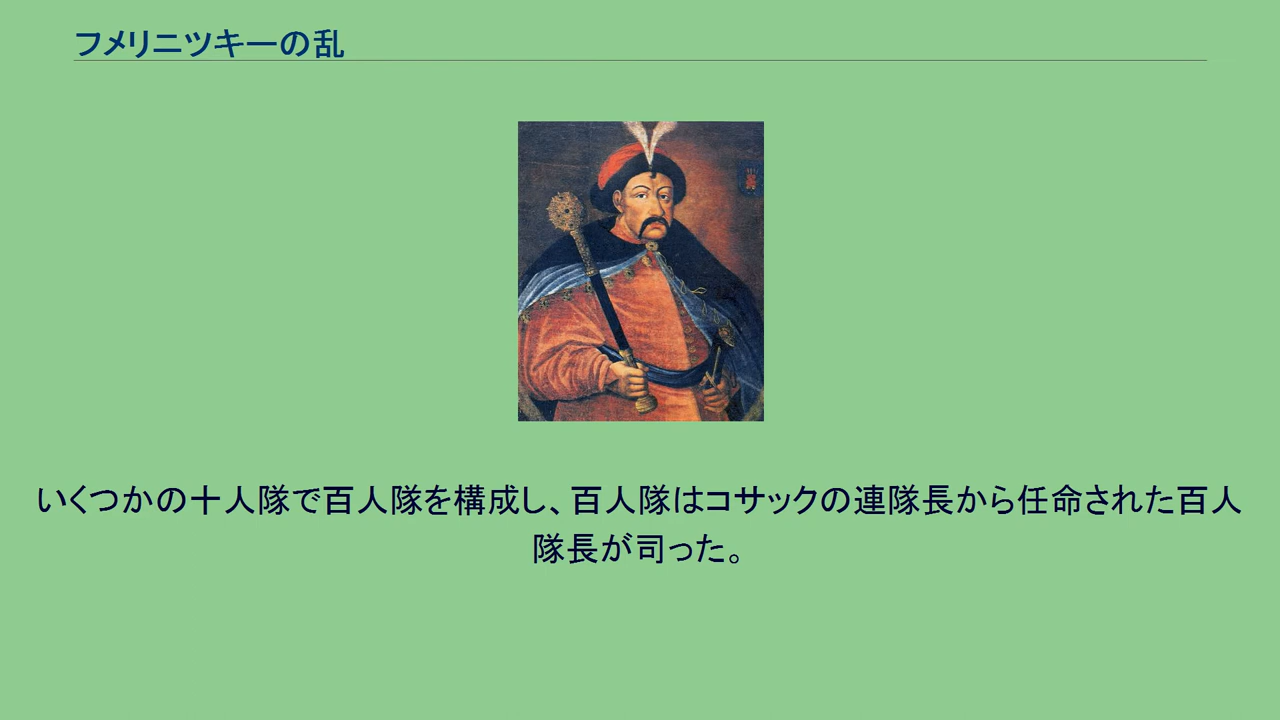 フメリニツキーの乱
いくつかの十人隊で百人隊を構成し、百人隊はコサックの連隊長から任命された百人
隊長が司った。